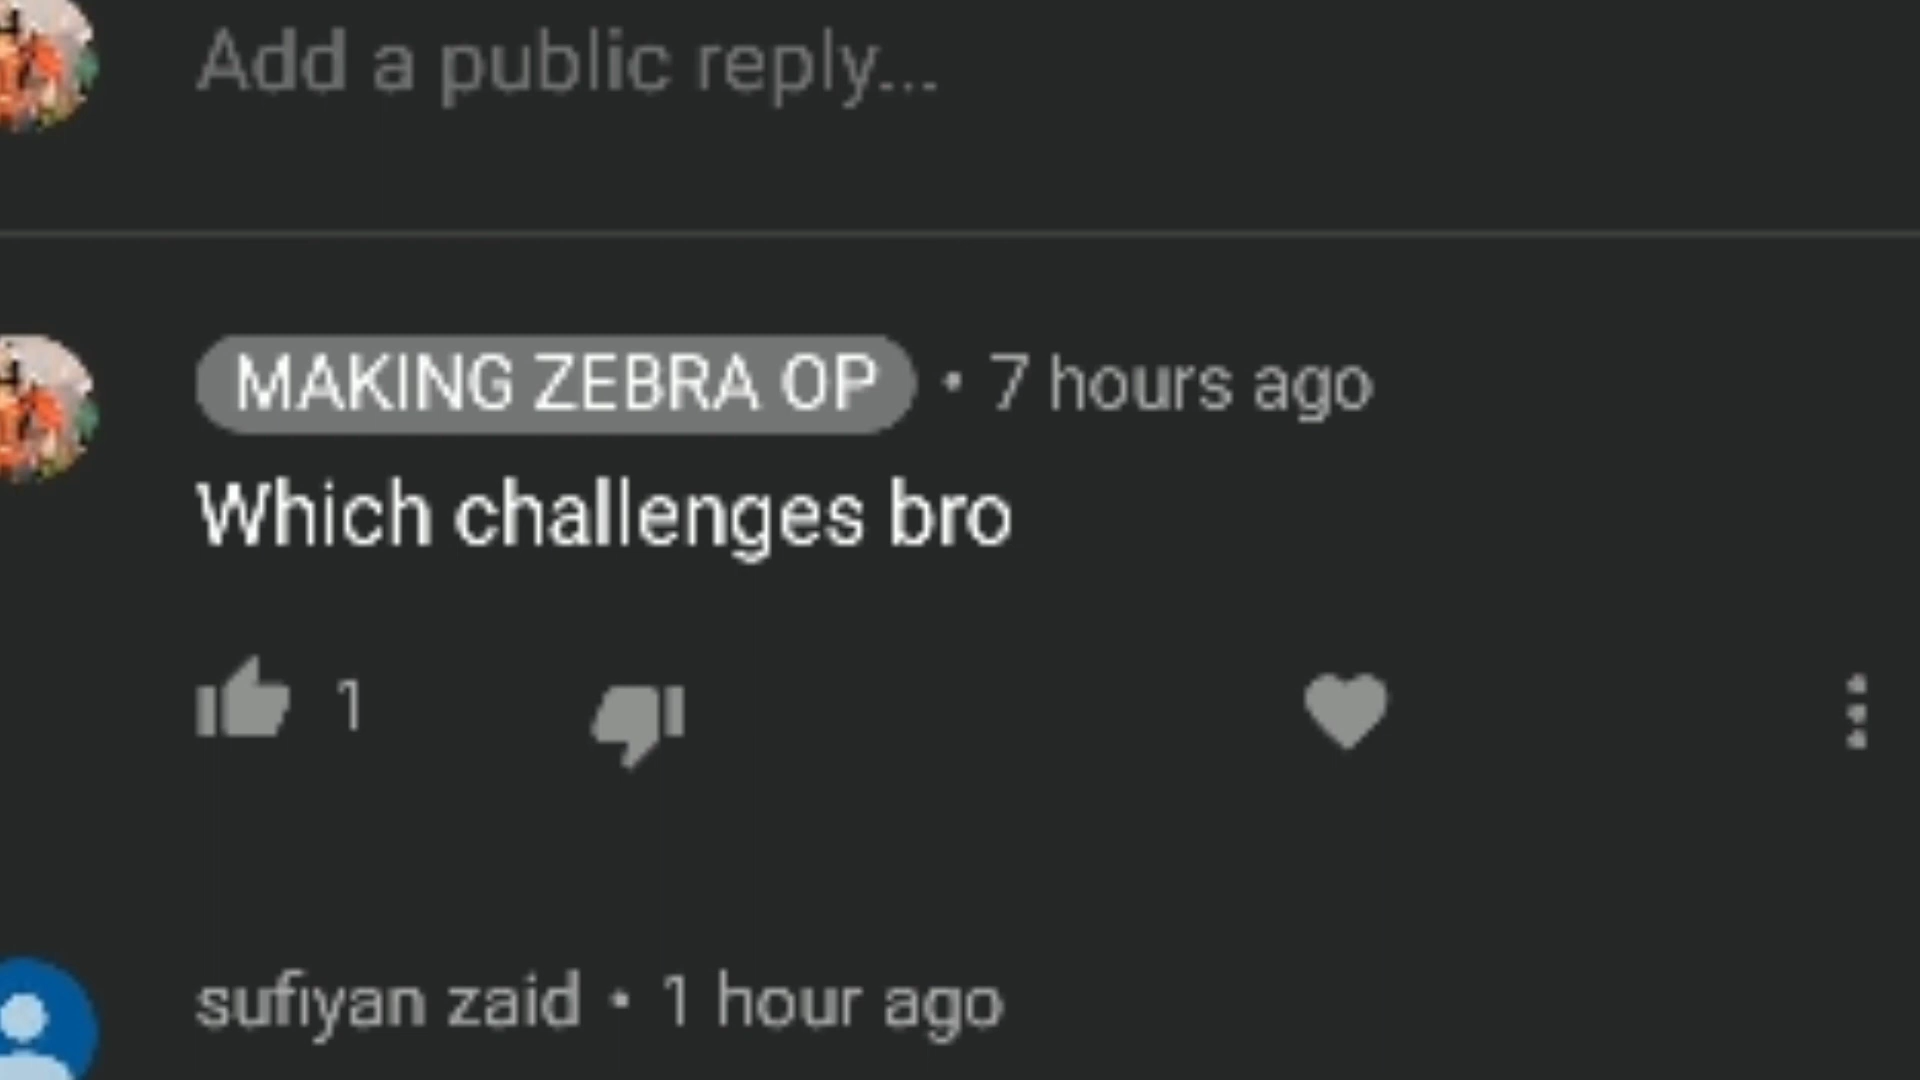 Add a public reply...
MAKING ZEBRA OP • 7 hours ago
Which challenges bro
1
sufiyan zaid • 1 hour ago